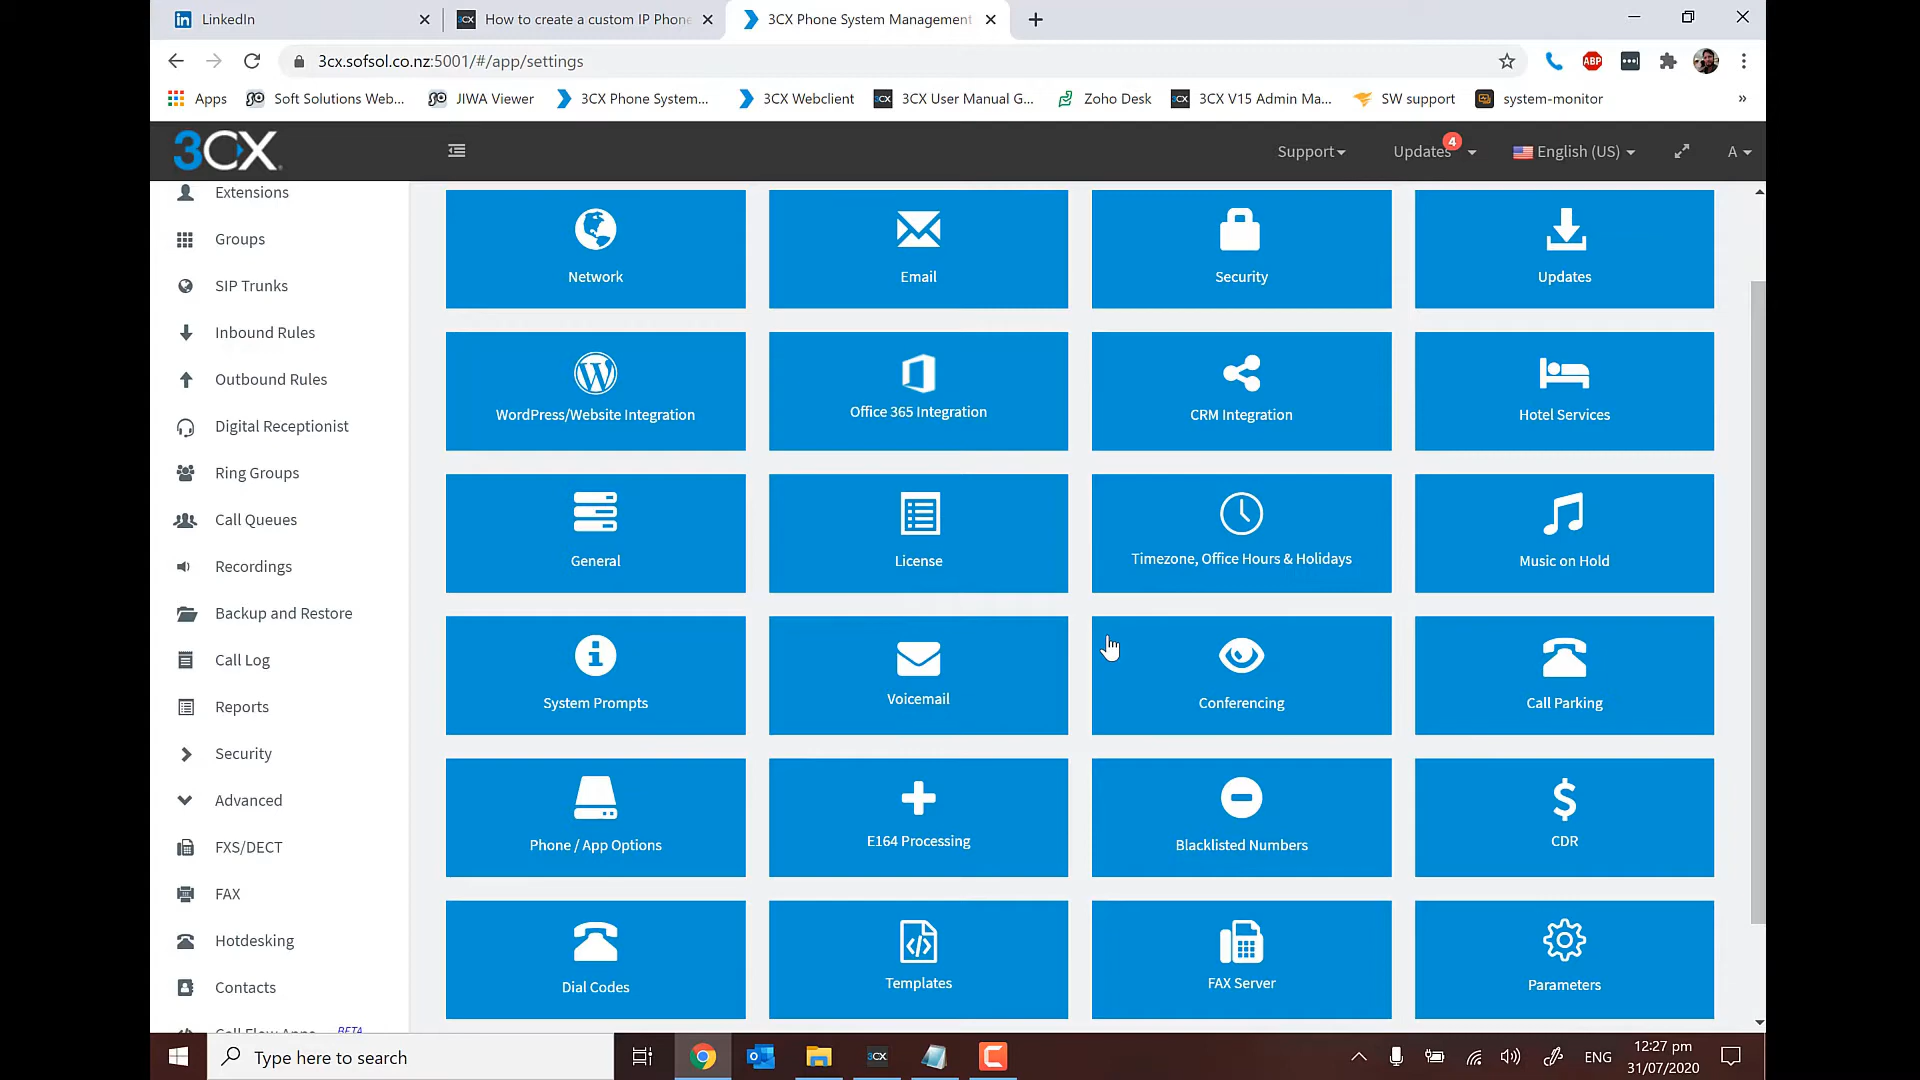 LinkedIn
How to create a custom IP Phone
3CX Phone System Management
3cx.sofsol.co.nz:5001/#/app/settings
ABP
Apps
Soft Solutions Web...
JIWA Viewer
3CX Phone System...
3CX Webclient
3CX User Manual G...
Zoho Desk
3CX V15 Admin Ma...
SW support
system-monitor
»
3CX
Support
Updates
4
English (US)
A
Extensions
Groups
SIP Trunks
Inbound Rules
Outbound Rules
Digital Receptionist
Ring Groups
Call Queues
Recordings
Backup and Restore
Call Log
Reports
Security
Advanced
FXS/DECT
FAX
Hotdesking
Contacts
Call Flow Apps BETA
Network
Email
Security
Updates
WordPress/Website Integration
Office 365 Integration
CRM Integration
Hotel Services
General
License
Timezone, Office Hours & Holidays
Music on Hold
System Prompts
Voicemail
Conferencing
Call Parking
Phone / App Options
E164 Processing
Blacklisted Numbers
CDR
Dial Codes
Templates
FAX Server
Parameters
Type here to search
3CX
ENG
12:27 pm
31/07/2020